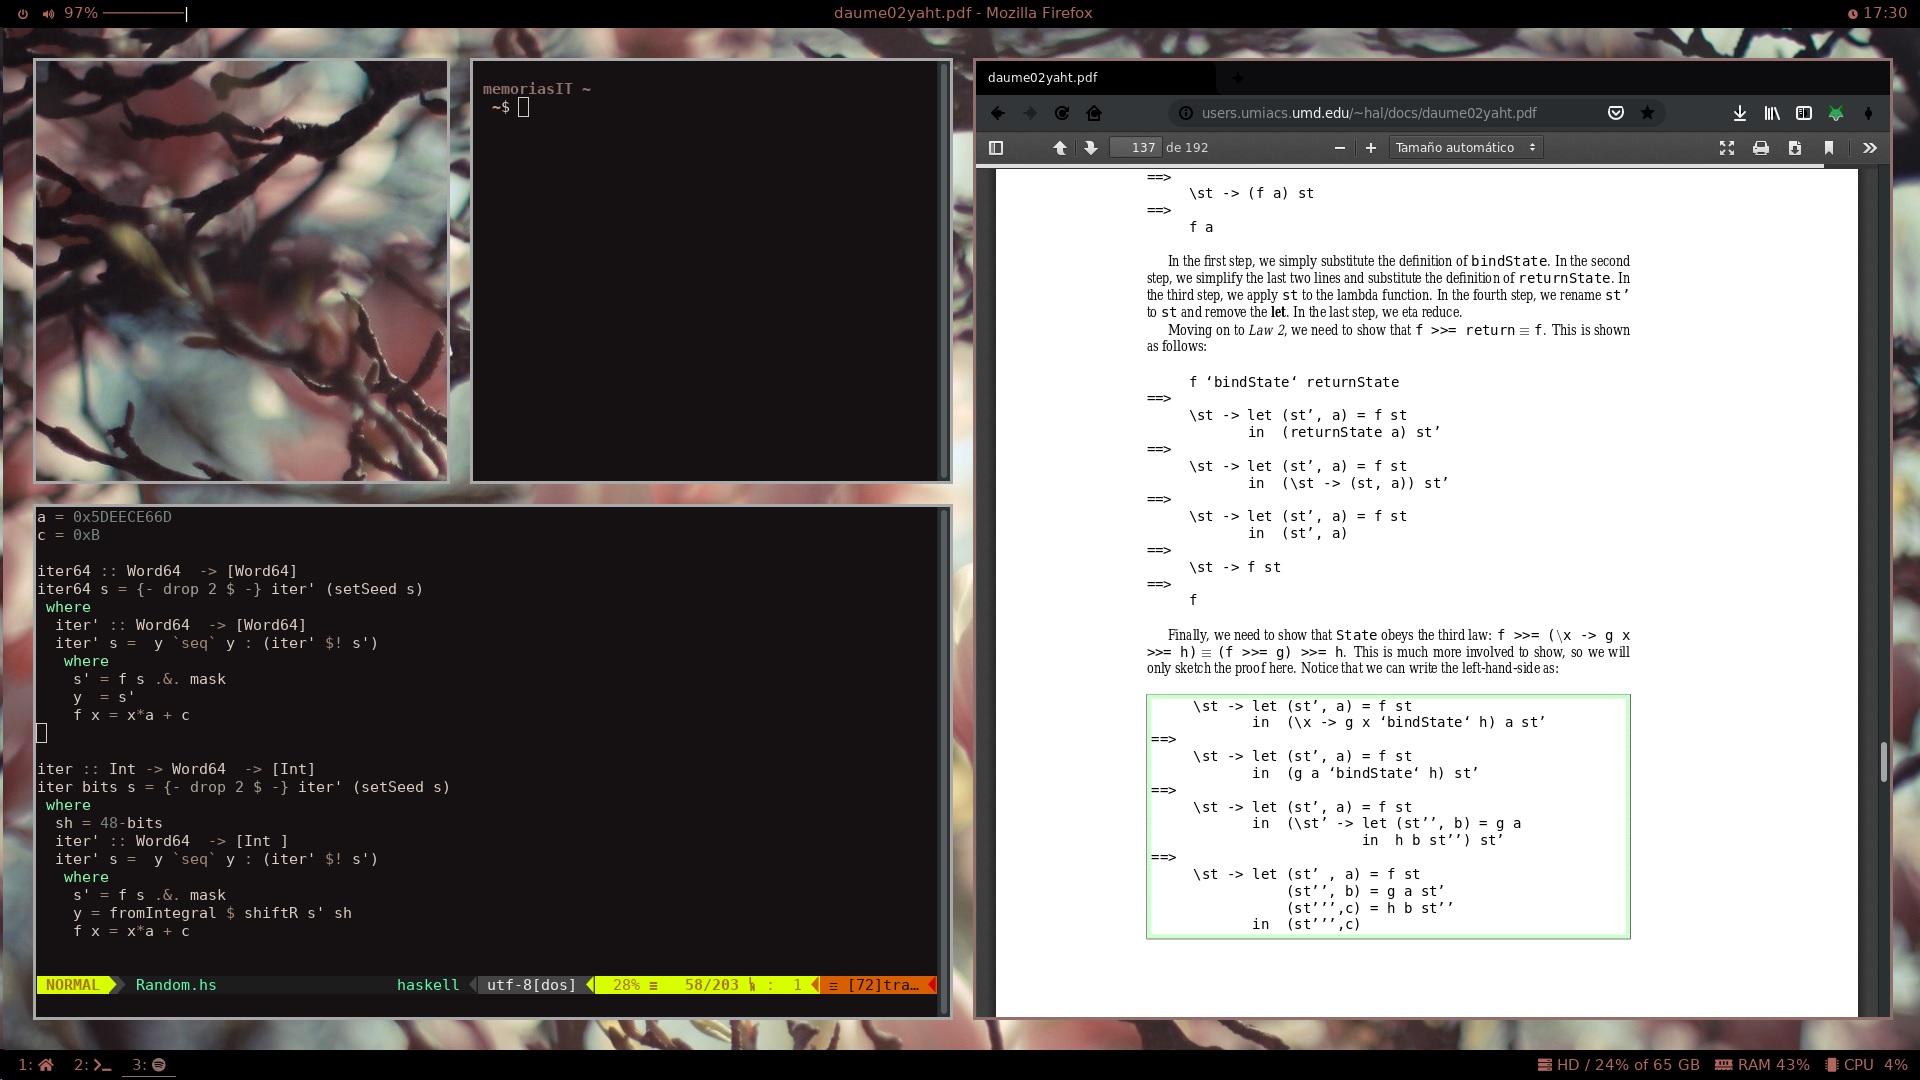 97%
daume02yaht.pdf - Mozilla Firefox
17:30
memoriasIT ~
~$
a = 0x5DEECE66D
c = 0xB
iter64 :: Word64  -> [Word64]
iter64 s = {- drop 2 $ -} iter' (setSeed s)
 where
  iter' :: Word64  -> [Word64]
  iter' s =  y `seq` y : (iter' $! s')
   where
    s' = f s .&. mask
    y  = s'
    f x = x*a + c
iter :: Int -> Word64  -> [Int]
iter bits s = {- drop 2 $ -} iter' (setSeed s)
 where
  sh = 48-bits
  iter' :: Word64  -> [Int ]
  iter' s =  y `seq` y : (iter' $! s')
   where
    s' = f s .&. mask
    y = fromIntegral $ shiftR s' sh
    f x = x*a + c
NORMAL Random.hs haskell utf-8[dos] 28% ≡ 58/203 : 1 ≡ [72]tra…
daume02yaht.pdf
users.umiacs.umd.edu/~hal/docs/daume02yaht.pdf
137 de 192 Tamaño automático
==>
\st -> (f a) st
==>
f a
In the first step, we simply substitute the definition of bindState. In the second
step, we simplify the last two lines and substitute the definition of returnState. In
the third step, we apply st to the lambda function. In the fourth step, we rename st’
to st and remove the let. In the last step, we eta reduce.
Moving on to Law 2, we need to show that f >>= return ≡ f. This is shown
as follows:
f ‘bindState‘ returnState
==>
\st -> let (st’, a) = f st
in  (returnState a) st’
==>
\st -> let (st’, a) = f st
in  (\st -> (st, a)) st’
==>
\st -> let (st’, a) = f st
in  (st’, a)
==>
\st -> f st
==>
f
Finally, we need to show that State obeys the third law: f >>= (\x -> g x
>>= h) ≡ (f >>= g) >>= h. This is much more involved to show, so we will
only sketch the proof here. Notice that we can write the left-hand-side as:
\st -> let (st’, a) = f st
in  (\x -> g x ‘bindState‘ h) a st’
==>
\st -> let (st’, a) = f st
in  (g a ‘bindState‘ h) st’
==>
\st -> let (st’, a) = f st
in  (\st’ -> let (st’’, b) = g a
in  h b st’’) st’
==>
\st -> let (st’ , a) = f st
(st’’, b) = g a st’
(st’’’,c) = h b st’’
in  (st’’’,c)
1: 2: 3:
HD / 24% of 65 GB RAM 43% CPU 4%